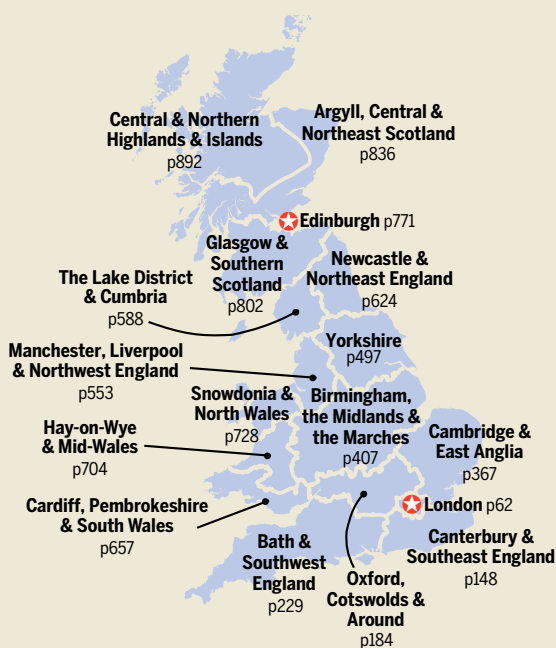 Central & Northern
Highlands & Islands
p892
Argyll, Central &
Northeast Scotland
p836
Edinburgh p771
Glasgow &
Southern
Scotland
p802
Newcastle &
Northeast England
p624
The Lake District
& Cumbria
p588
Yorkshire
p497
Manchester, Liverpool
& Northwest England
p553
Snowdonia &
North Wales
p728
Birmingham,
the Midlands &
the Marches
p407
Hay-on-Wye
& Mid-Wales
p704
Cambridge &
East Anglia
p367
Cardiff, Pembrokeshire
& South Wales
p657
London p62
Canterbury &
Southeast England
p148
Bath &
Southwest
England
p229
Oxford,
Cotswolds &
Around
p184